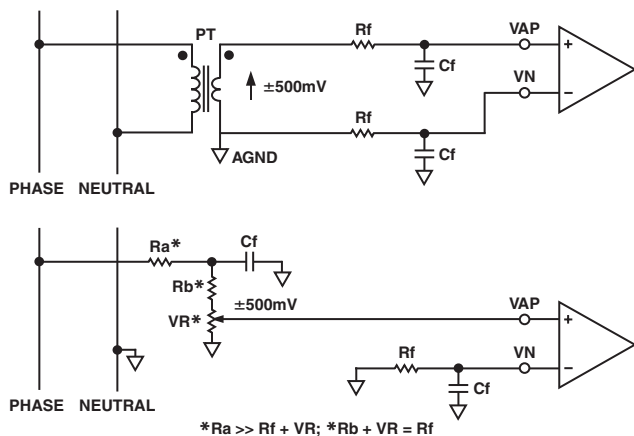 PT
Rf
VAP
Cf
VN
±500mV
Rf
AGND
Cf
PHASE NEUTRAL
Ra*
Cf
Rb*
±500mV
VR*
VAP
Rf
VN
Cf
PHASE NEUTRAL
*Ra >> Rf + VR; *Rb + VR = Rf